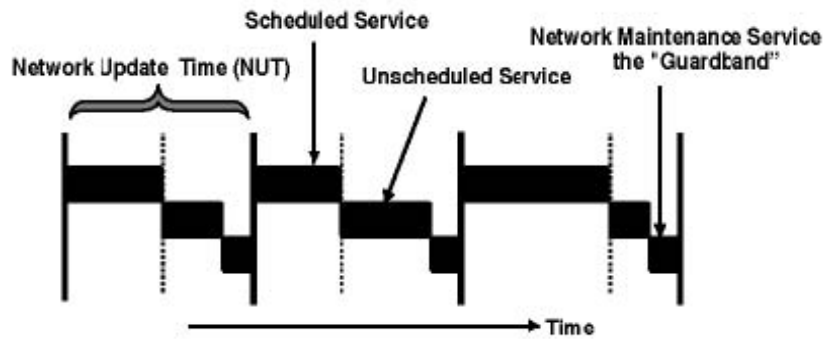 Scheduled Service
Network Maintenance Service
the "Guardband"
Network Update Time (NUT)
Unscheduled Service
Time